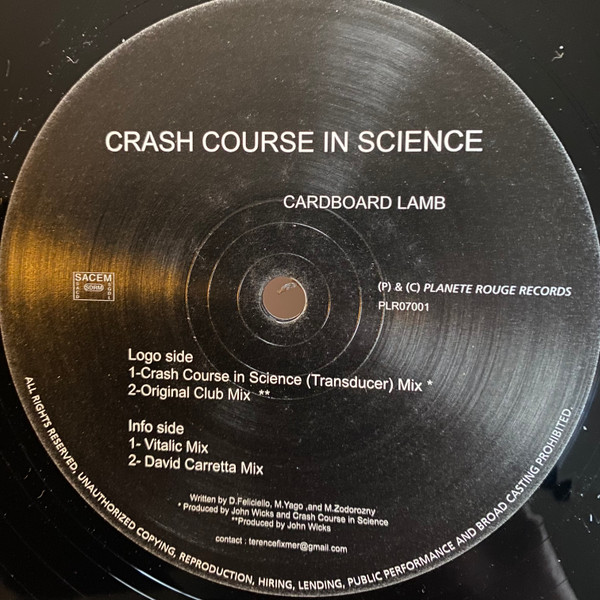 CRASH COURSE IN SCIENCE
CARDBOARD LAMB
SACEM
SDRM
(P) & (C) PLANETE ROUGE RECORDS
PLR07001
Logo side
1-Crash Course in Science (Transducer) Mix *
2-Original Club Mix **
Info side
1- Vitalic Mix
2- David Carretta Mix
Written by D.Feliciello, M.Yago ,and M.Zodorozny
* Produced by John Wicks and Crash Course in Science
**Produced by John Wicks
contact : terencefixmer@gmail.com
ALL RIGHTS RESERVED, UNAUTHORIZED COPYING, REPRODUCTION, HIRING, LENDING, PUBLIC PERFORMANCE AND BROAD CASTING PROHIBITED.